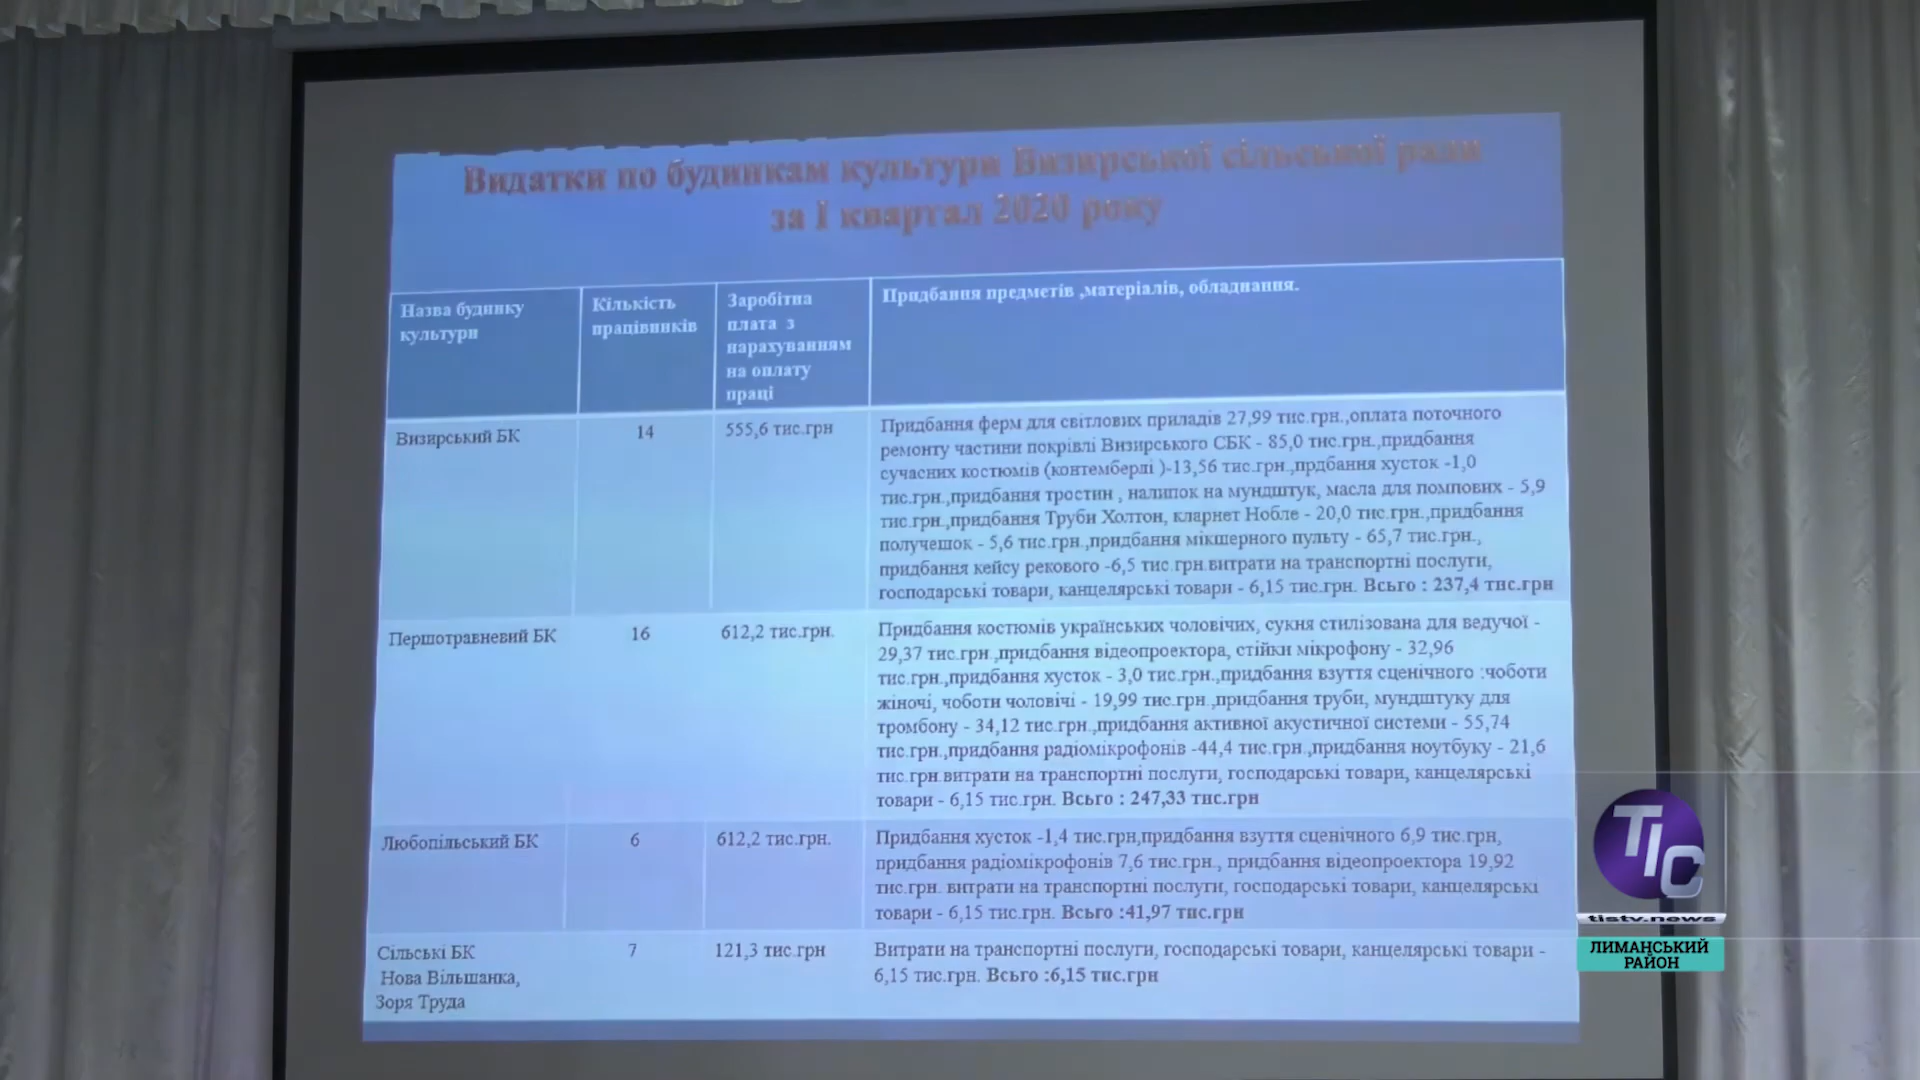 Видатки по будинкам культури Визирської сільської ради
за І квартал 2020 року
Назва будинку
культури
Кількість
працівників
Заробітна
плата з
нарахуванням
на оплату
праці
Придбання предметів ,матеріалів, обладнання.
Визирський БК
14
555,6 тис.грн
Придбання ферм для світлових приладів 27,99 тис.грн.,оплата поточного
ремонту частини покрівлі Визирського СБК - 85,0 тис.грн.,придбання
сучасних костюмів (контемберлі )-13,56 тис.грн.,прдбання хусток -1,0
тис.грн.,придбання тростин , налипок на мундштук, масла для помпових - 5,9
тис.грн.,придбання Труби Холтон, кларнет Нобле - 20,0 тис.грн.,придбання
получешок - 5,6 тис.грн.,придбання мікшерного пульту - 65,7 тис.грн.,
придбання кейсу рекового -6,5 тис.грн.витрати на транспортні послуги,
господарські товари, канцелярські товари - 6,15 тис.грн. Всьго : 237,4 тис.грн
Першотравневий БК
16
612,2 тис.грн.
Придбання костюмів українських чоловічих, сукня стилізована для ведучої -
29,37 тис.грн.,придбання відеопроектора, стійки мікрофону - 32,96
тис.грн.,придбання хусток - 3,0 тис.грн.,придбання взуття сценічного :чоботи
жіночі, чоботи чоловічі - 19,99 тис.грн.,придбання труби, мундштуку для
тромбону - 34,12 тис.грн.,придбання активної акустичної системи - 55,74
тис.грн.,придбання радіомікрофонів -44,4 тис.грн.,придбання ноутбуку - 21,6
тис.грн.витрати на транспортні послуги, господарські товари, канцелярські
товари - 6,15 тис.грн. Всьго : 247,33 тис.грн
Любопільський БК
6
612,2 тис.грн.
Придбання хусток -1,4 тис.грн,придбання взуття сценічного 6,9 тис.грн,
придбання радіомікрофонів 7,6 тис.грн., придбання відеопроектора 19,92
тис.грн. витрати на транспортні послуги, господарські товари, канцелярські
товари - 6,15 тис.грн. Всьго :41,97 тис.грн
Сільські БК
Нова Вільшанка,
Зоря Труда
7
121,3 тис.грн
Витрати на транспортні послуги, господарські товари, канцелярські товари -
6,15 тис.грн. Всьго :6,15 тис.грн
ТІС
tistv.news
ЛИМАНСЬКИЙ
РАЙОН